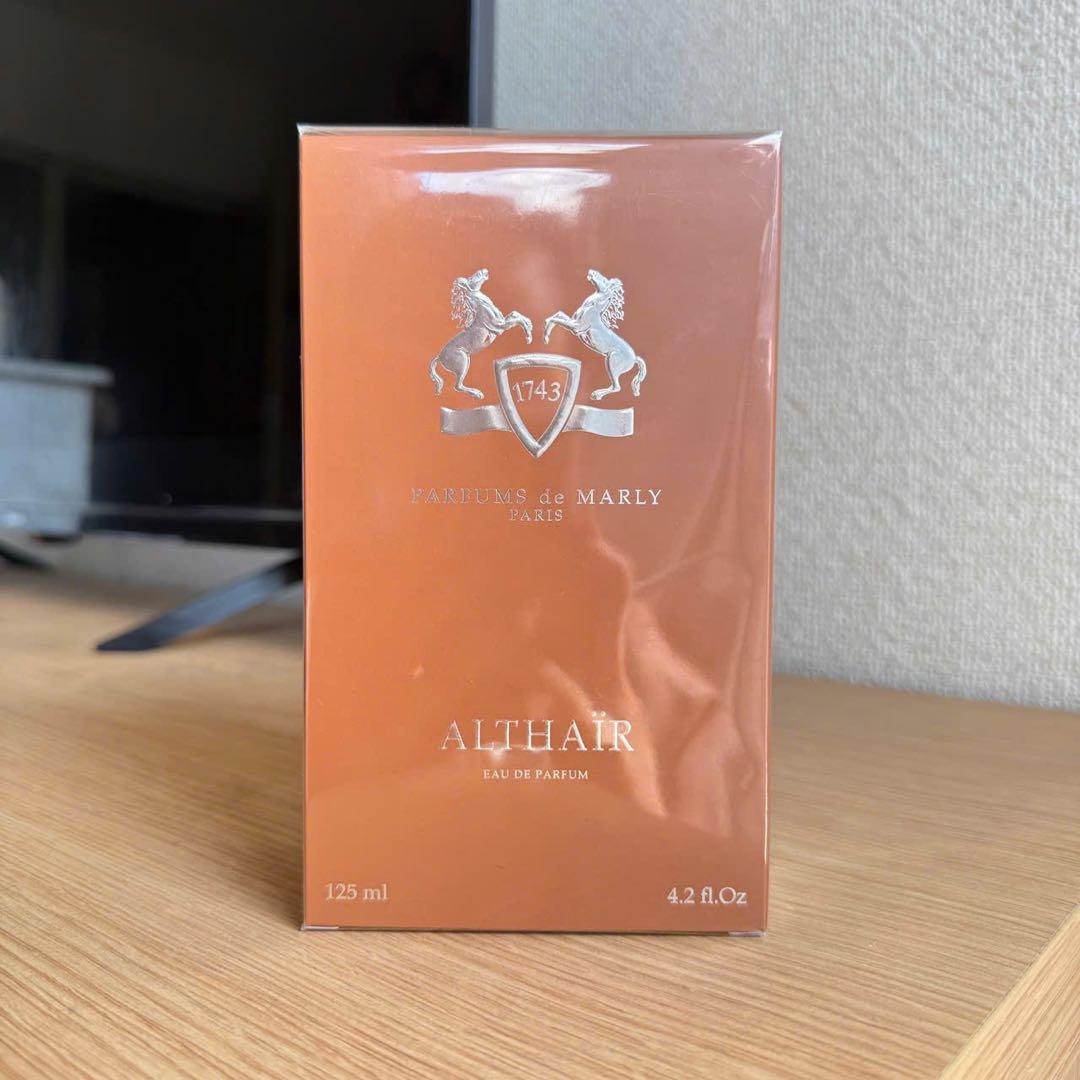 1743
PARFUMS de MARLY
PARIS
ALTHAÏR
EAU DE PARFUM
125 ml
4.2 fl.Oz